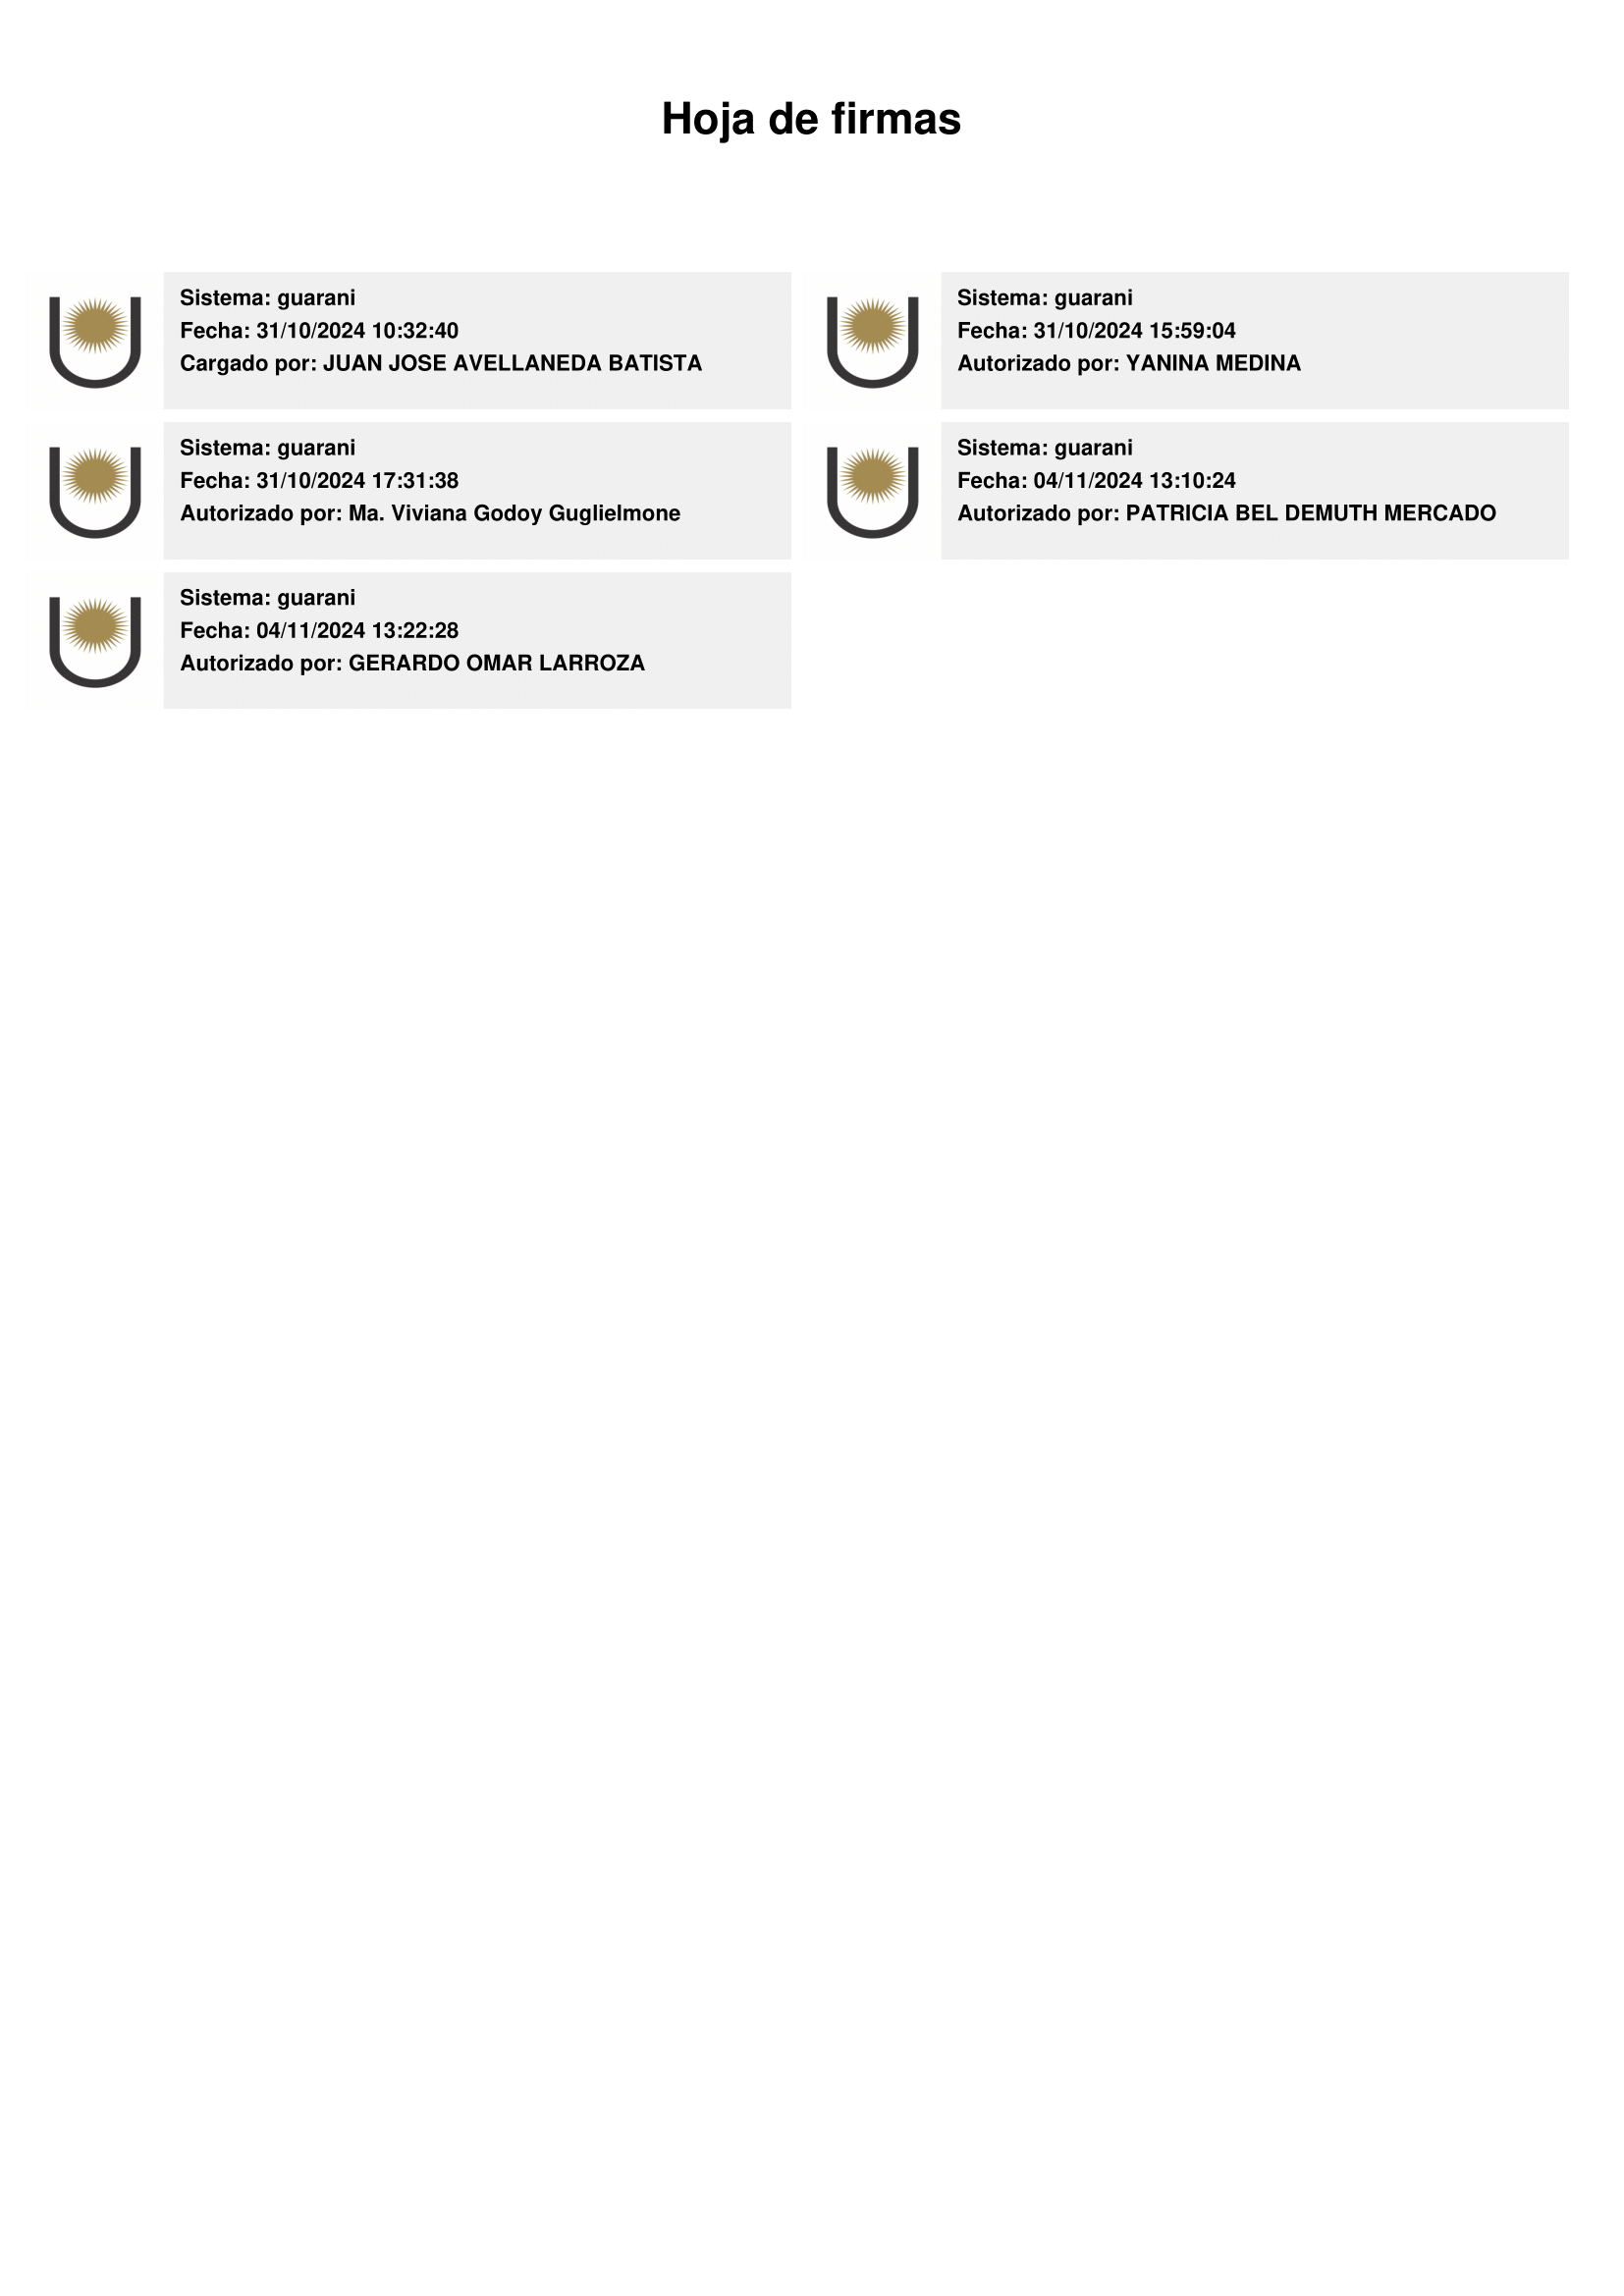 Hoja de firmas
Sistema: guarani
Fecha: 31/10/2024 10:32:40
Cargado por: JUAN JOSE AVELLANEDA BATISTA
Sistema: guarani
Fecha: 31/10/2024 15:59:04
Autorizado por: YANINA MEDINA
Sistema: guarani
Fecha: 31/10/2024 17:31:38
Autorizado por: Ma. Viviana Godoy Guglielmone
Sistema: guarani
Fecha: 04/11/2024 13:10:24
Autorizado por: PATRICIA BEL DEMUTH MERCADO
Sistema: guarani
Fecha: 04/11/2024 13:22:28
Autorizado por: GERARDO OMAR LARROZA